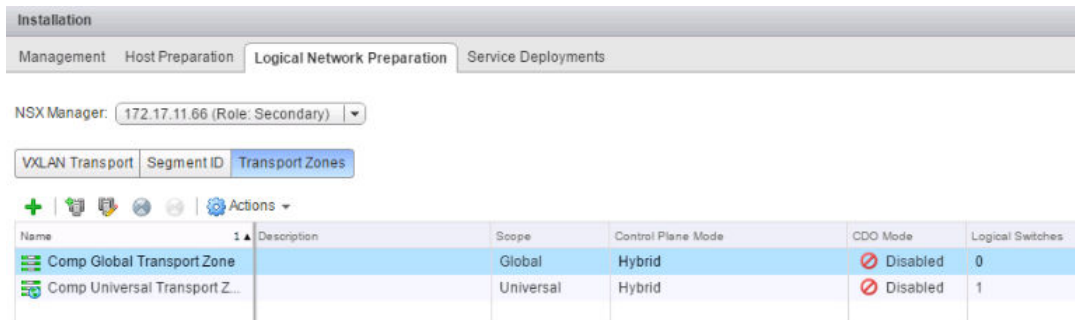 Installation
Management Host Preparation Logical Network Preparation Service Deployments
NSX Manager: 172.17.11.66 (Role: Secondary)
VXLAN Transport Segment ID Transport Zones
Actions
Name 1 Description Scope Control Plane Mode CDO Mode Logical Switches
Comp Global Transport Zone Global Hybrid Disabled 0
Comp Universal Transport Z... Universal Hybrid Disabled 1